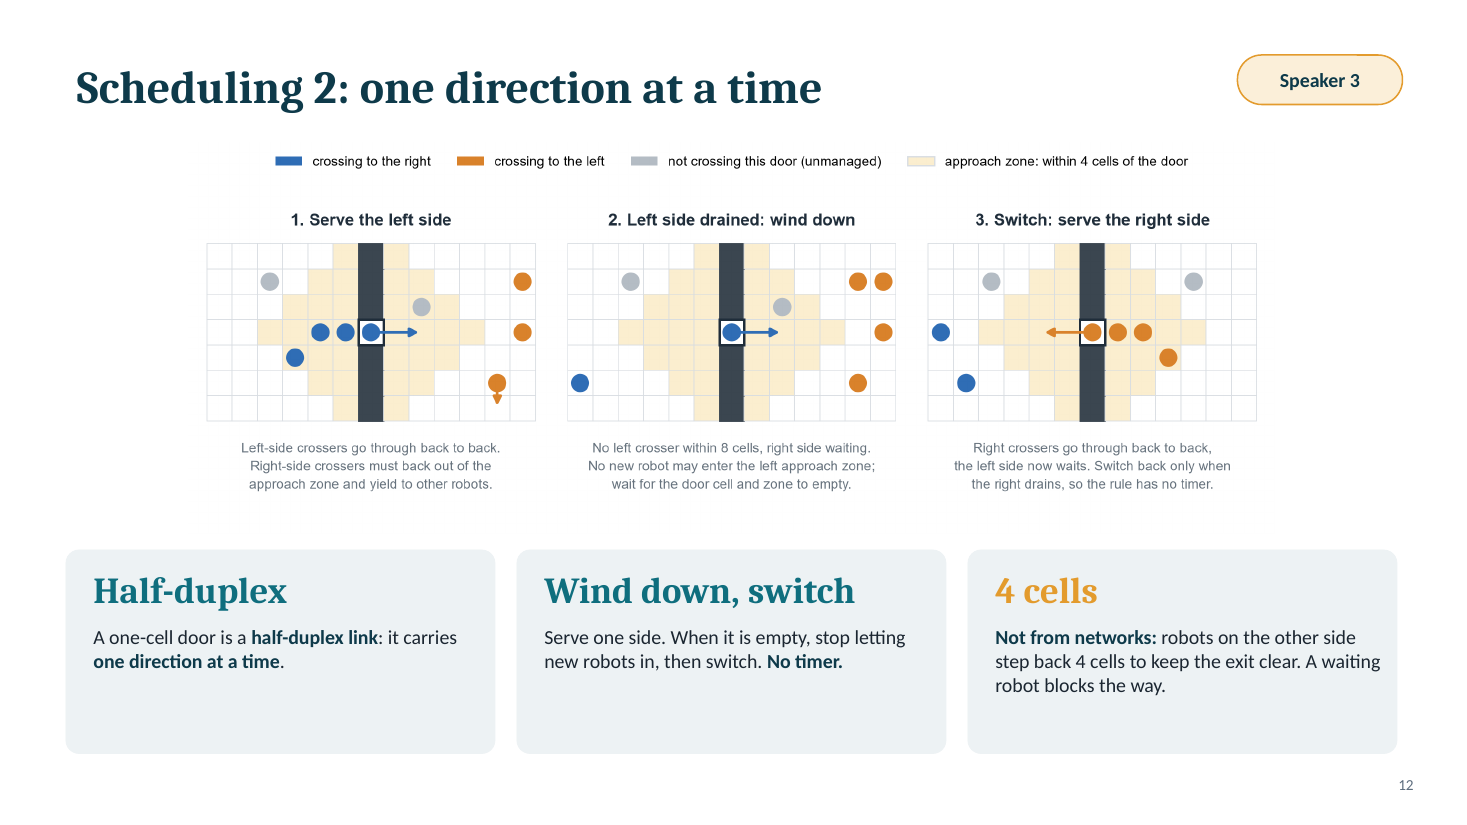 Scheduling 2: one direction at a time
Speaker 3
crossing to the right
crossing to the left
not crossing this door (unmanaged)
approach zone: within 4 cells of the door
1. Serve the left side
2. Left side drained: wind down
3. Switch: serve the right side
Left-side crossers go through back to back.
Right-side crossers must back out of the
approach zone and yield to other robots.
No left crosser within 8 cells, right side waiting.
No new robot may enter the left approach zone;
wait for the door cell and zone to empty.
Right crossers go through back to back,
the left side now waits. Switch back only when
the right drains, so the rule has no timer.
Half-duplex
A one-cell door is a half-duplex link: it carries
one direction at a time.
Wind down, switch
Serve one side. When it is empty, stop letting
new robots in, then switch. No timer.
4 cells
Not from networks: robots on the other side
step back 4 cells to keep the exit clear. A waiting
robot blocks the way.
12